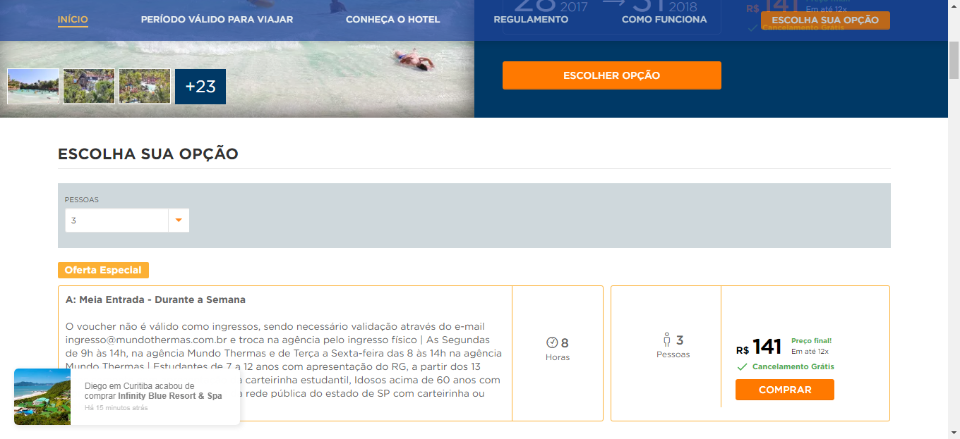 28 2017 → 31 2018
R$ 141
Em até 12x
Cancelamento Grátis
INÍCIO PERÍODO VÁLIDO PARA VIAJAR CONHEÇA O HOTEL REGULAMENTO COMO FUNCIONA ESCOLHA SUA OPÇÃO
+23
ESCOLHER OPÇÃO
ESCOLHA SUA OPÇÃO
PESSOAS
3
Oferta Especial
A: Meia Entrada - Durante a Semana
O voucher não é válido como ingressos, sendo necessário validação através do e-mail
ingresso@mundothermas.com.br e troca na agência pelo ingresso físico | As Segundas
de 9h às 14h, na agência Mundo Thermas e de Terça a Sexta-feira das 8 às 14h na agência
Mundo Thermas | Estudantes de 7 a 12 anos com apresentação do RG, a partir dos 13
carteirinha estudantil, Idosos acima de 60 anos com
rede pública do estado de SP com carteirinha ou
8
Horas
3
Pessoas
R$ 141
Preço final!
Em até 12x
Cancelamento Grátis
COMPRAR
Diego em Curitiba acabou de
comprar Infinity Blue Resort & Spa
Há 15 minutos atrás